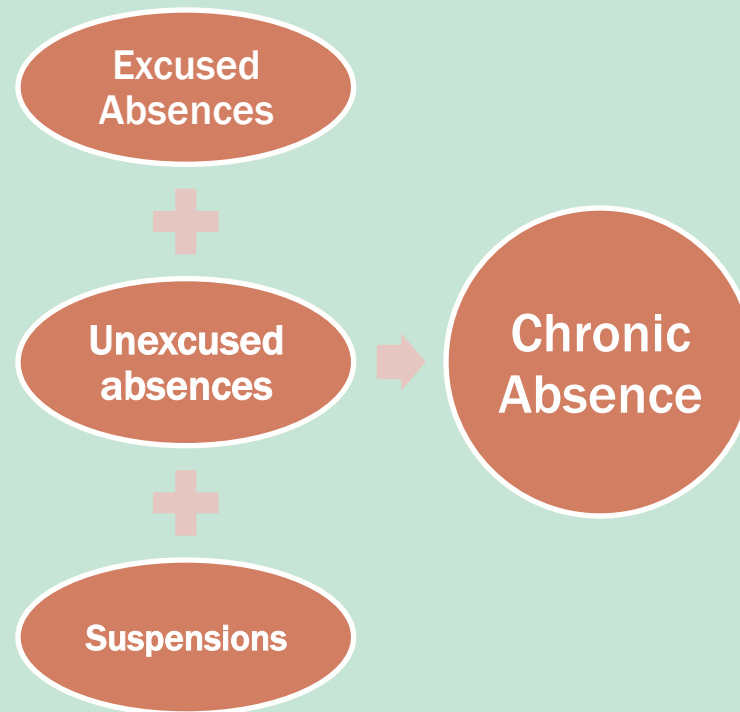 Excused
Absences
Unexcused
absences
Chronic
Absence
Suspensions